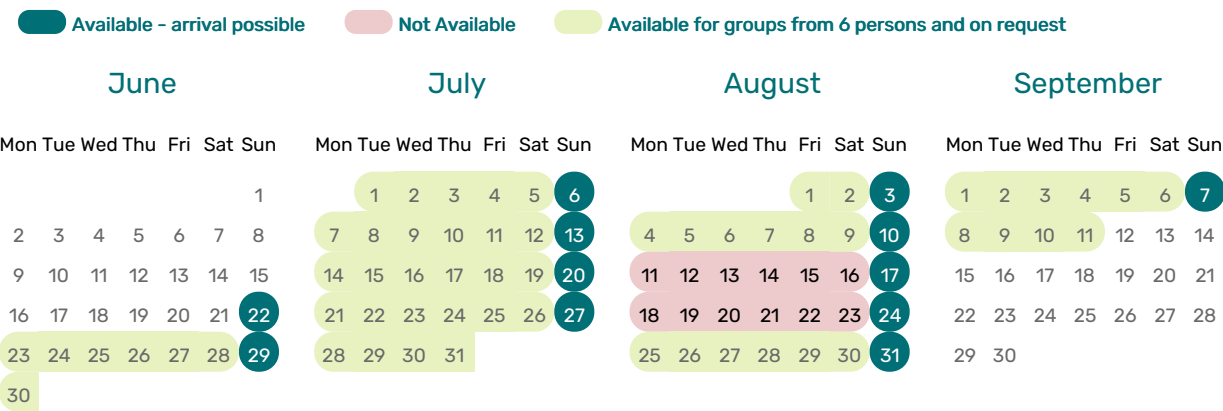 Available - arrival possible Not Available Available for groups from 6 persons and on request
June July August September
Mon Tue Wed Thu Fri Sat Sun Mon Tue Wed Thu Fri Sat Sun Mon Tue Wed Thu Fri Sat Sun Mon Tue Wed Thu Fri Sat Sun
1 1 2 3 4 5 6 1 2 3 1 2 3 4 5 6 7
2 3 4 5 6 7 8 7 8 9 10 11 12 13 4 5 6 7 8 9 10 8 9 10 11 12 13 14
9 10 11 12 13 14 15 14 15 16 17 18 19 20 11 12 13 14 15 16 17 15 16 17 18 19 20 21
16 17 18 19 20 21 22 21 22 23 24 25 26 27 18 19 20 21 22 23 24 22 23 24 25 26 27 28
23 24 25 26 27 28 29 28 29 30 31 25 26 27 28 29 30 31 29 30
30